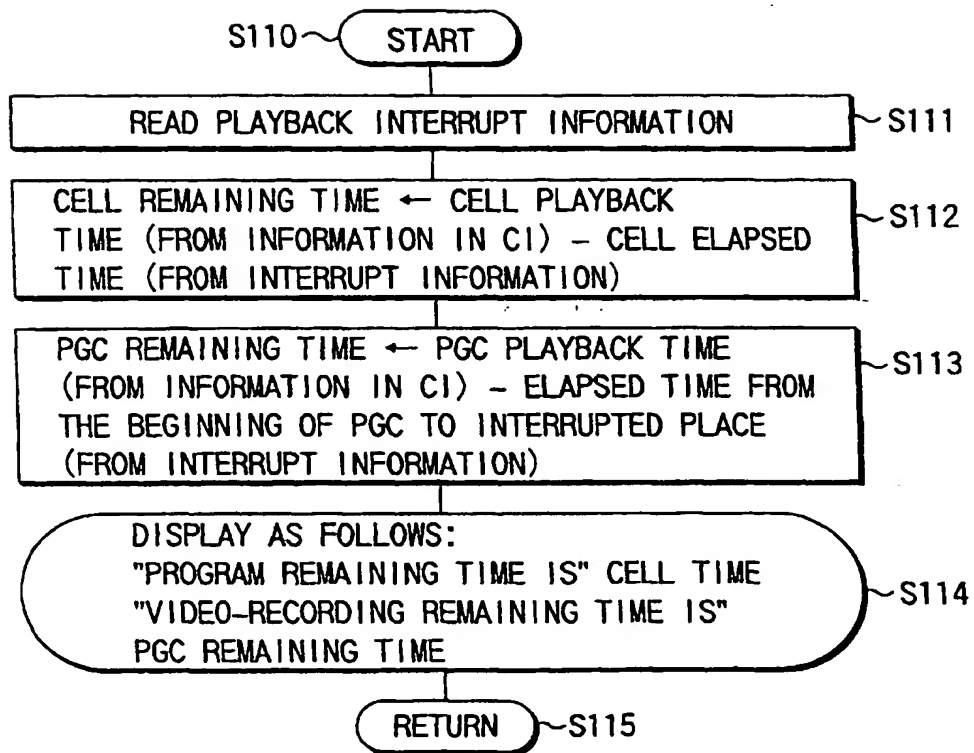 S110 START
READ PLAYBACK INTERRUPT INFORMATION S111
CELL REMAINING TIME ← CELL PLAYBACK
TIME (FROM INFORMATION IN CI) – CELL ELAPSED
TIME (FROM INTERRUPT INFORMATION)
S112
PGC REMAINING TIME ← PGC PLAYBACK TIME
(FROM INFORMATION IN CI) – ELAPSED TIME FROM
THE BEGINNING OF PGC TO INTERRUPTED PLACE
(FROM INTERRUPT INFORMATION)
S113
DISPLAY AS FOLLOWS:
"PROGRAM REMAINING TIME IS" CELL TIME
"VIDEO-RECORDING REMAINING TIME IS"
PGC REMAINING TIME
S114
RETURN S115